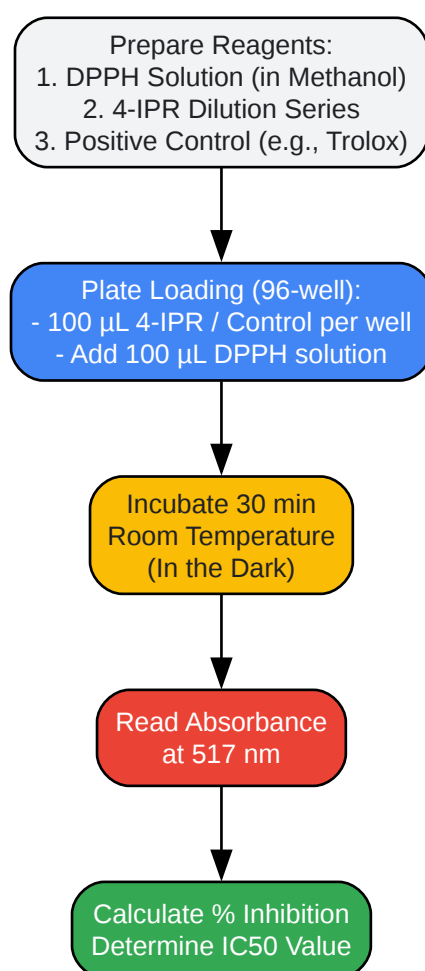 Prepare Reagents:
1. DPPH Solution (in Methanol)
2. 4-IPR Dilution Series
3. Positive Control (e.g., Trolox)
Plate Loading (96-well):
- 100 µL 4-IPR / Control per well
- Add 100 µL DPPH solution
Incubate 30 min
Room Temperature
(In the Dark)
Read Absorbance
at 517 nm
Calculate % Inhibition
Determine IC50 Value